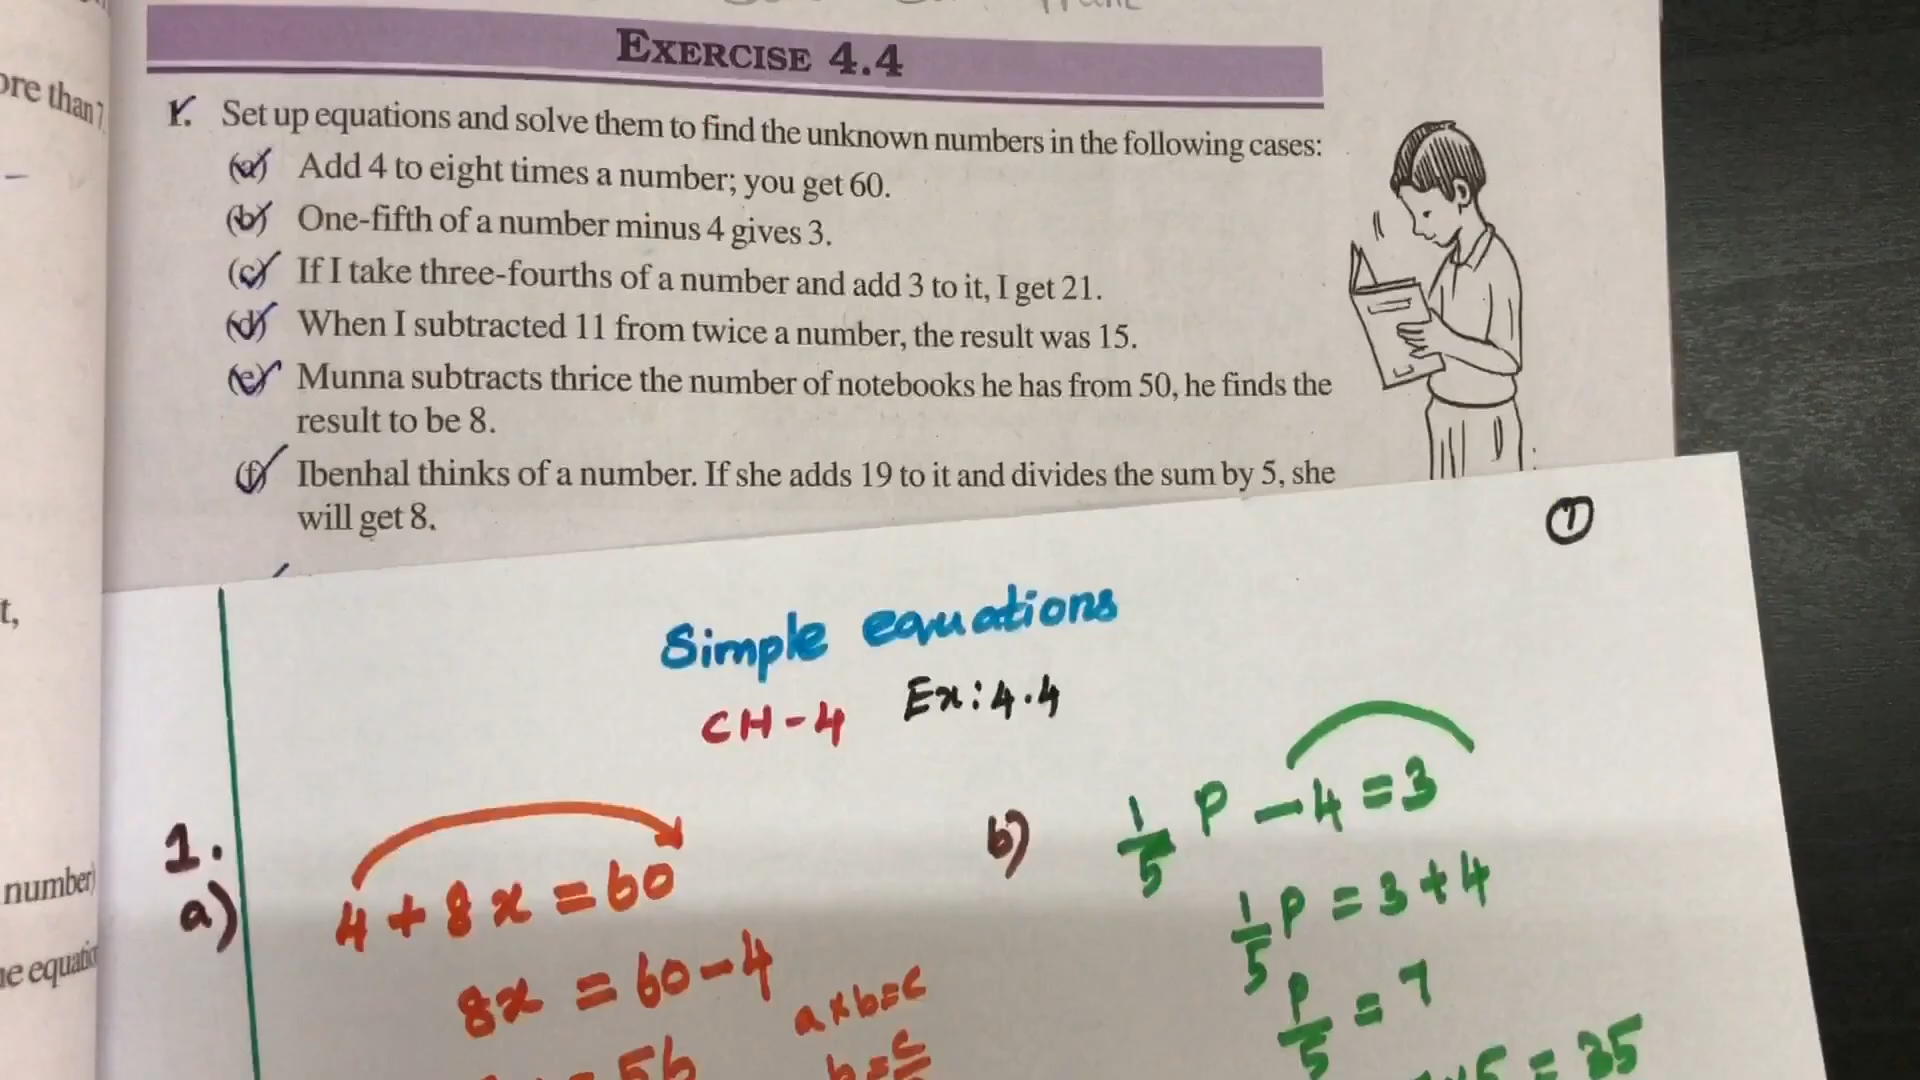 ore than 7
t,
number)
ne equatio
EXERCISE 4.4
1. Set up equations and solve them to find the unknown numbers in the following cases:
(a) Add 4 to eight times a number; you get 60.
(b) One-fifth of a number minus 4 gives 3.
(c) If I take three-fourths of a number and add 3 to it, I get 21.
(d) When I subtracted 11 from twice a number, the result was 15.
(e) Munna subtracts thrice the number of notebooks he has from 50, he finds the
result to be 8.
(f) Ibenhal thinks of a number. If she adds 19 to it and divides the sum by 5, she
will get 8.
1
Simple equations
CH-4 Ex: 4.4
1.
a) 4 + 8x = 60
8x = 60 - 4
= 56
a x b = c
b = c
b) 1/5 P - 4 = 3
1/5 P = 3 + 4
P/5 = 7
x5 = 35